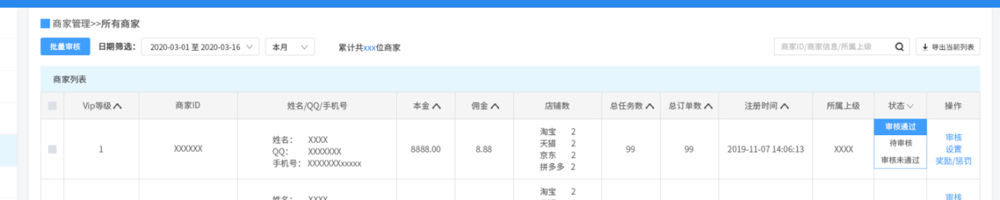 商家管理>>所有商家
批量审核 日期筛选： 2020-03-01 至 2020-03-16 本月 累计共xxx位商家 商家ID/商家信息/所属上级 导出当前列表
商家列表
Vip等级 商家ID 姓名/QQ/手机号 本金 佣金 店铺数 总任务数 总订单数 注册时间 所属上级 状态 操作
1 XXXXXX 姓名： XXXX 8888.00 8.88 淘宝 2 99 99 2019-11-07 14:06:13 XXXX 审核通过 审核
QQ： XXXXXXX 天猫 2 待审核 设置
手机号： XXXXXXXxxxxx 京东 2 审核未通过 奖励/惩罚
拼多多 2
姓名： XXXX 淘宝 2 审核